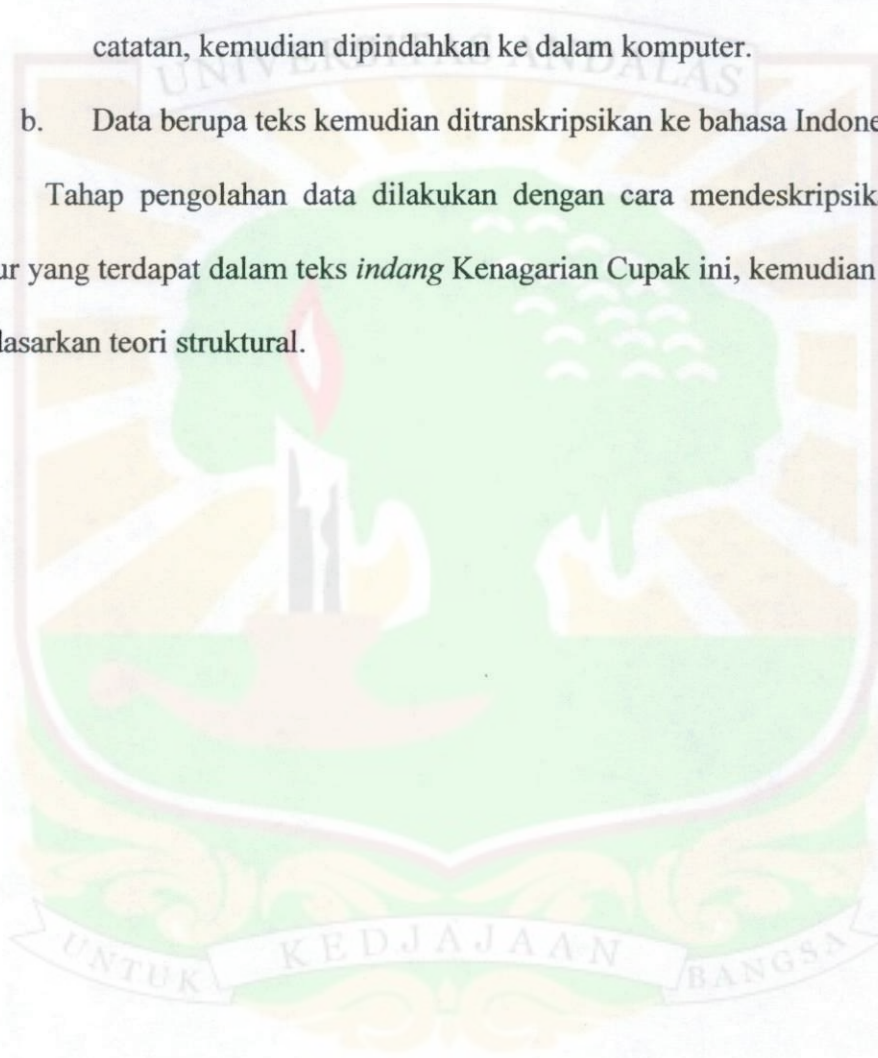 UNIVERSITAS ANDALAS
catatan, kemudian dipindahkan ke dalam komputer.
b. Data berupa teks kemudian ditranskripsikan ke bahasa Indone
Tahap pengolahan data dilakukan dengan cara mendeskripsik
ur yang terdapat dalam teks indang Kenagarian Cupak ini, kemudian
dasarkan teori struktural.
UNTUK KEDJAJAAN BANGSA